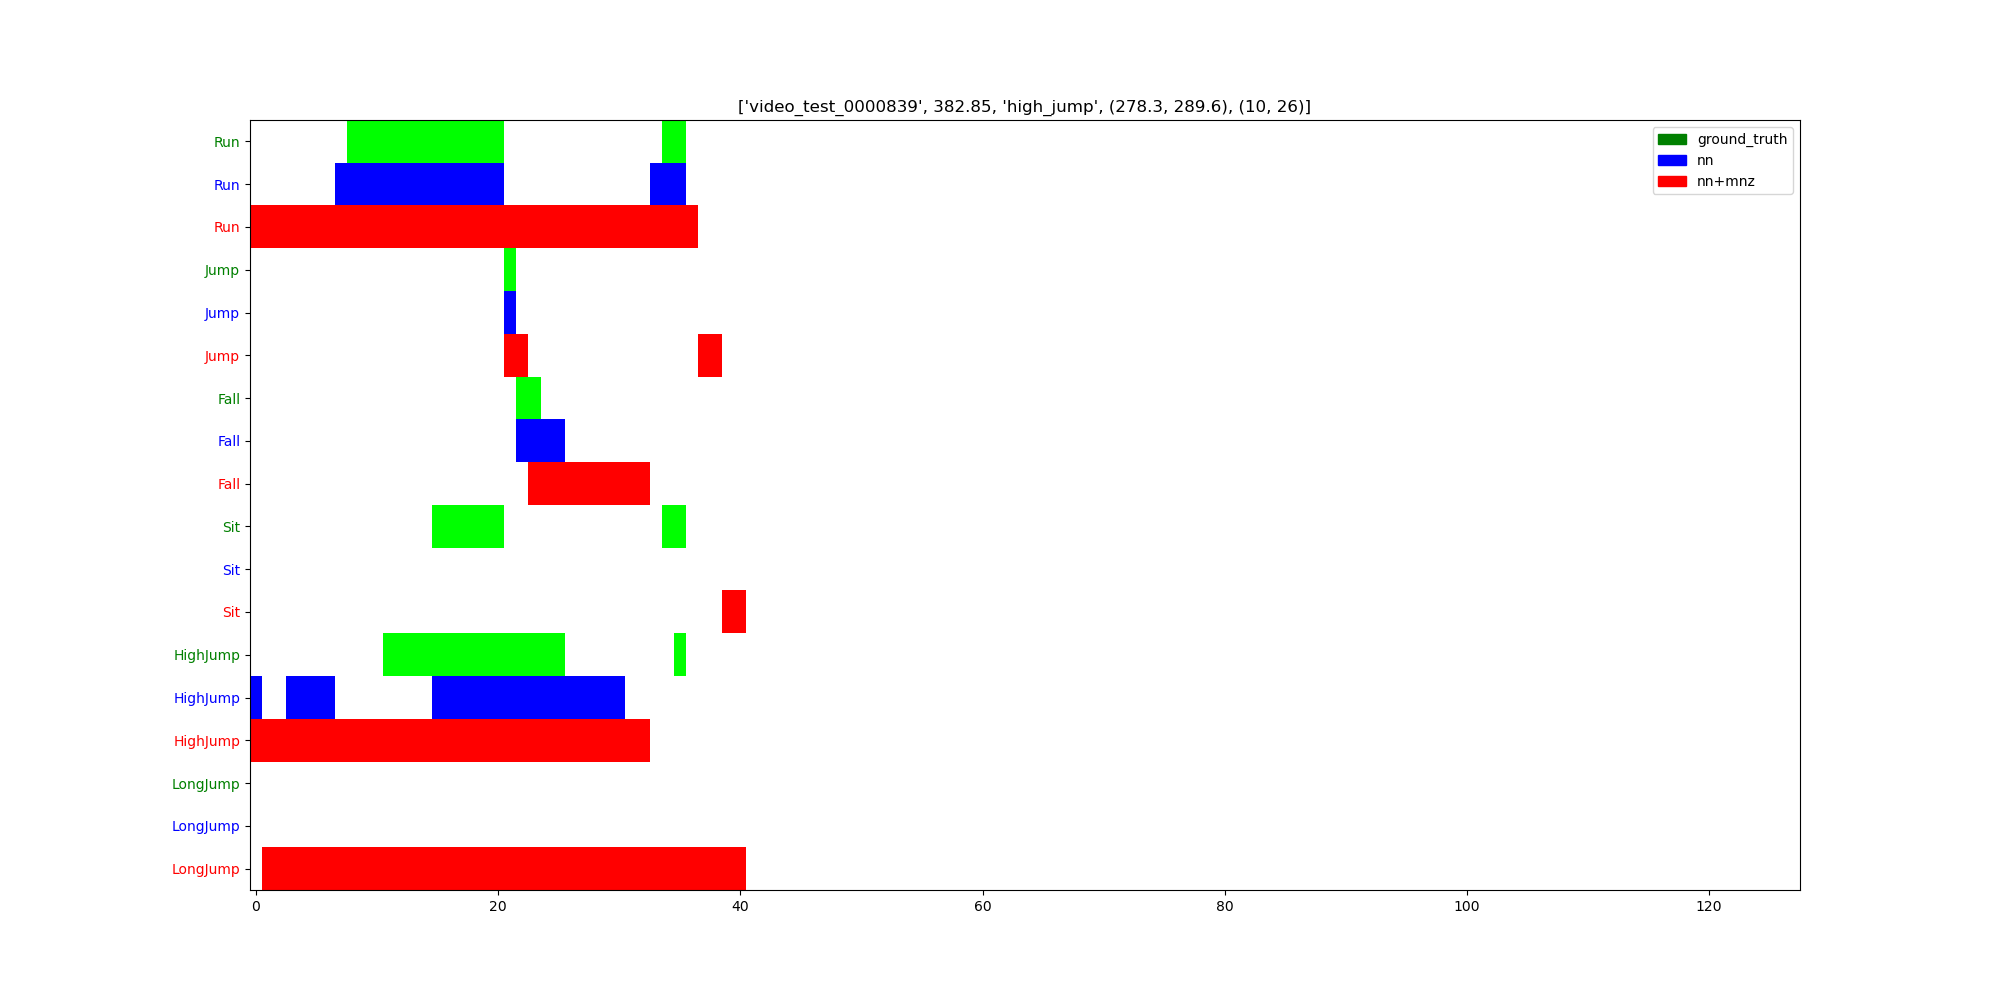 ['video_test_0000839', 382.85, 'high_jump', (278.3, 289.6), (10, 26)]
ground_truth
nn
nn+mnz
Run
Run
Run
Jump
Jump
Jump
Fall
Fall
Fall
Sit
Sit
Sit
HighJump
HighJump
HighJump
LongJump
LongJump
LongJump
0 20 40 60 80 100 120